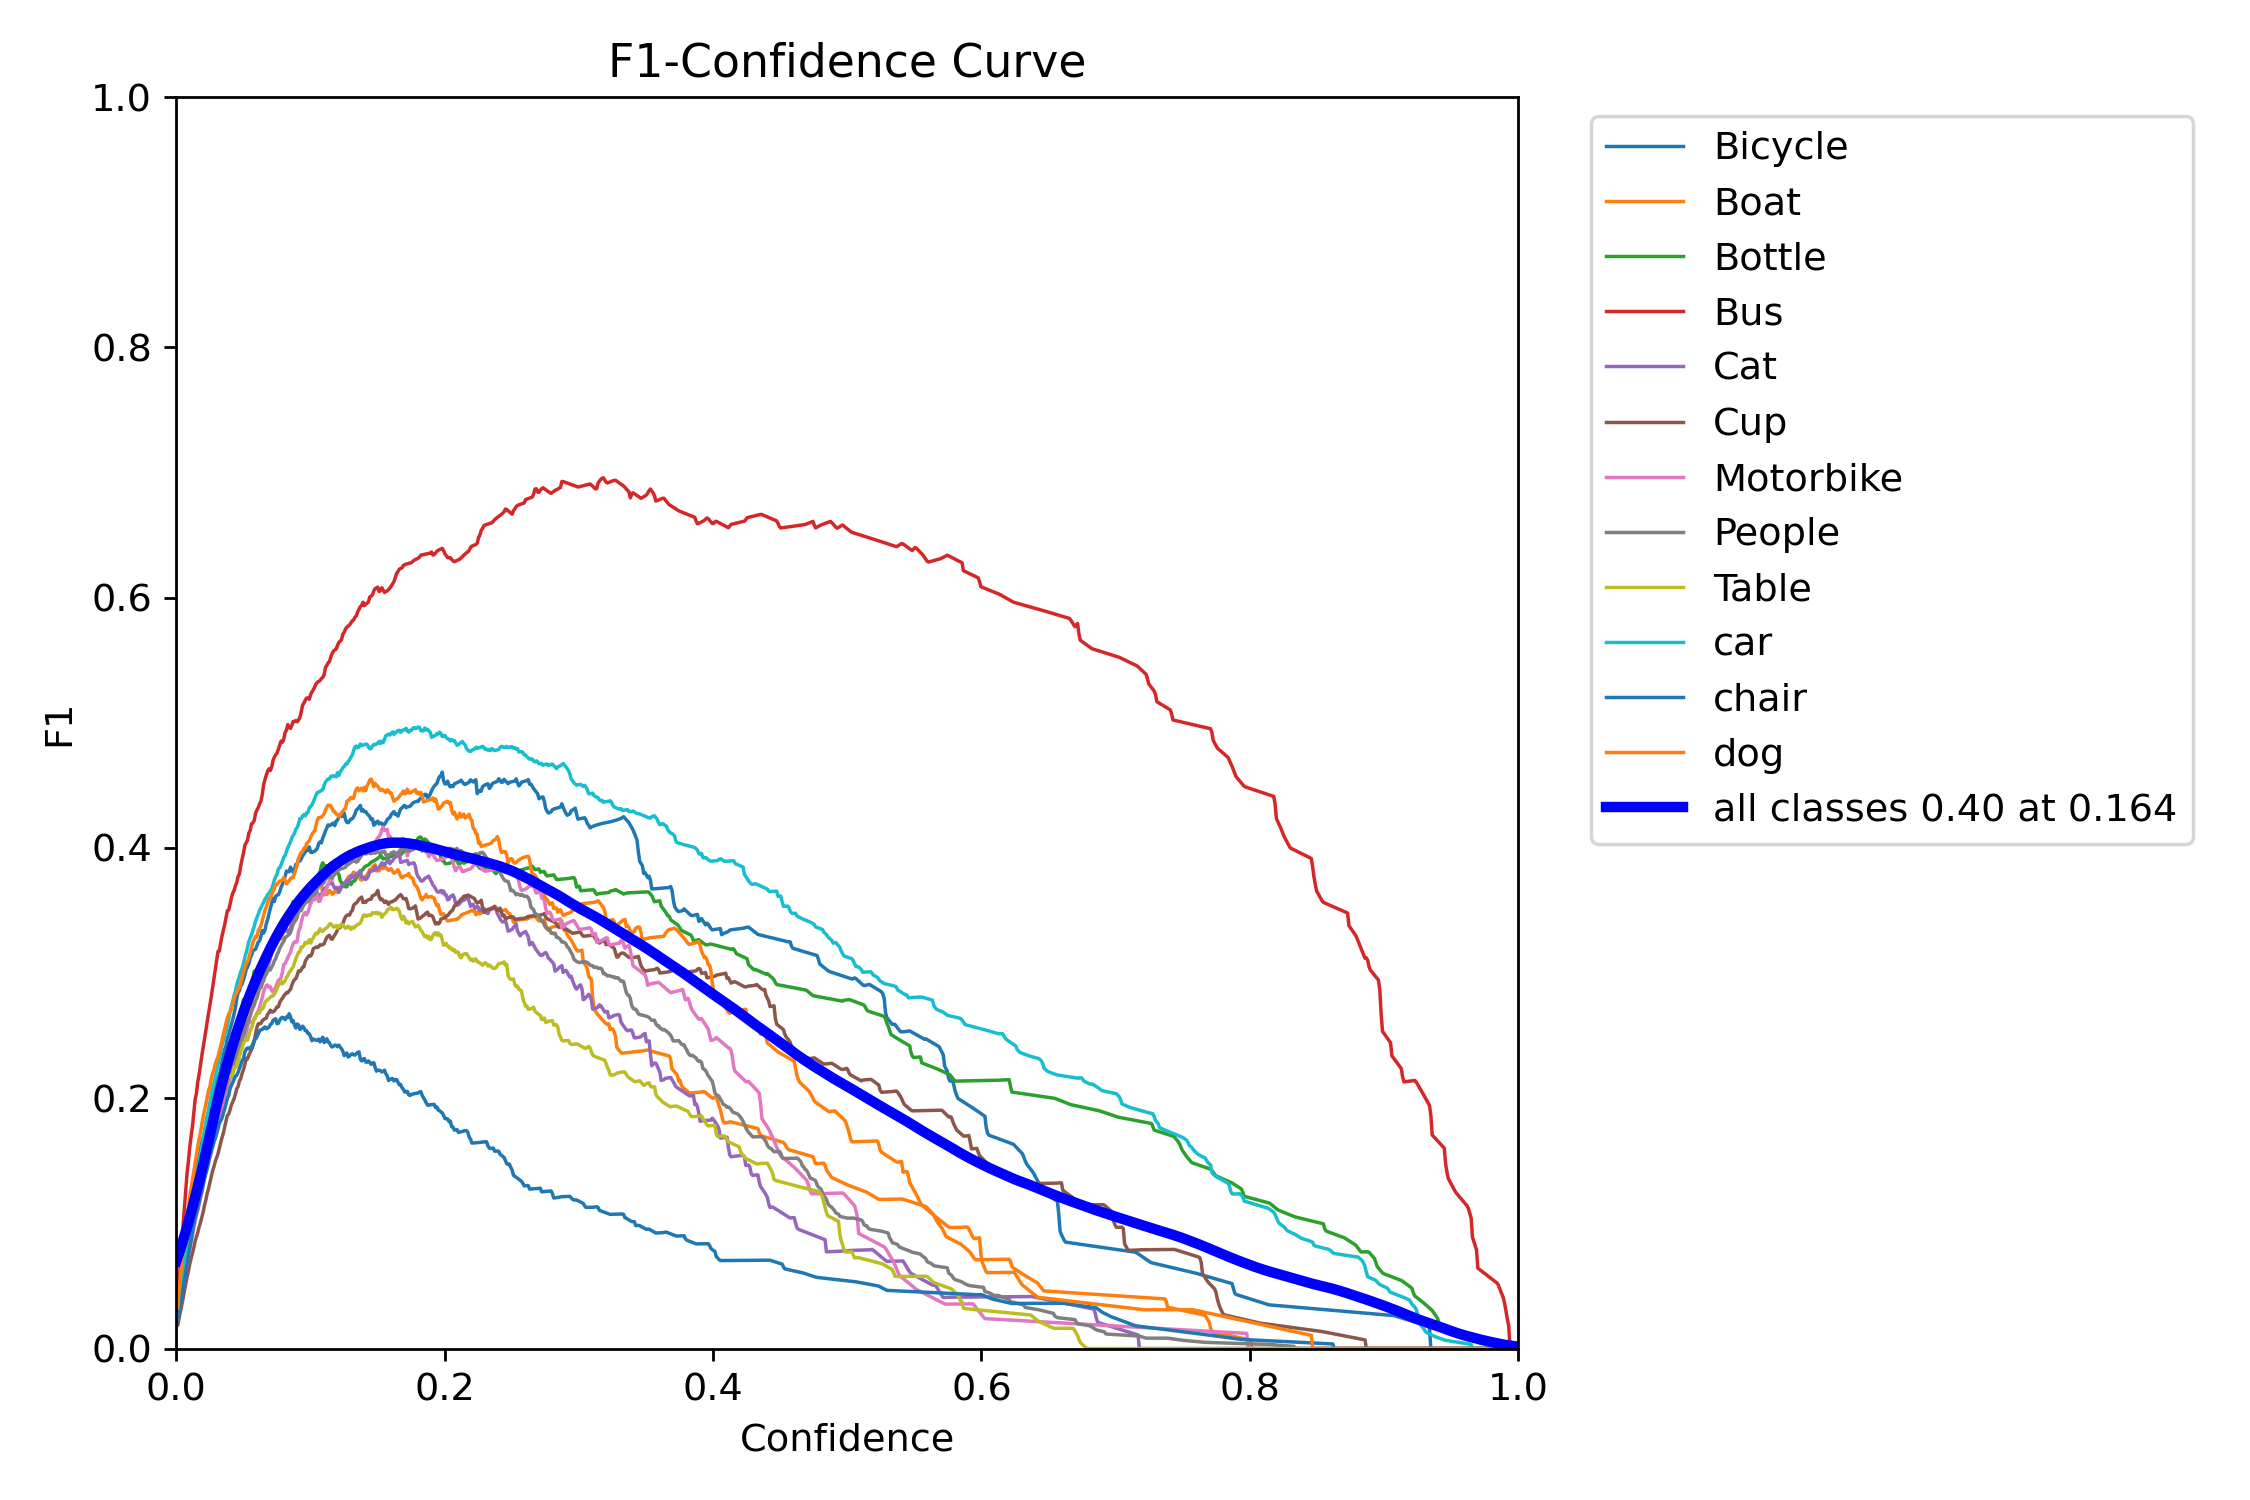 F1-Confidence Curve
1.0
0.8
0.6
0.4
0.2
0.0
F1
0.0 0.2 0.4 0.6 0.8 1.0
Confidence
Bicycle
Boat
Bottle
Bus
Cat
Cup
Motorbike
People
Table
car
chair
dog
all classes 0.40 at 0.164